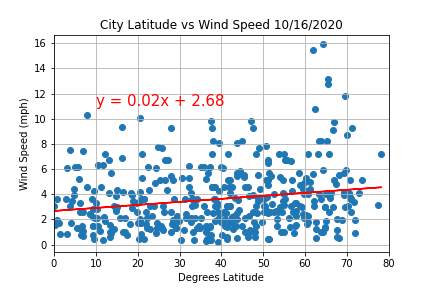 City Latitude vs Wind Speed 10/16/2020
16
14
12
10
8
6
4
2
0
y = 0.02x + 2.68
Wind Speed (mph)
0 10 20 30 40 50 60 70 80
Degrees Latitude